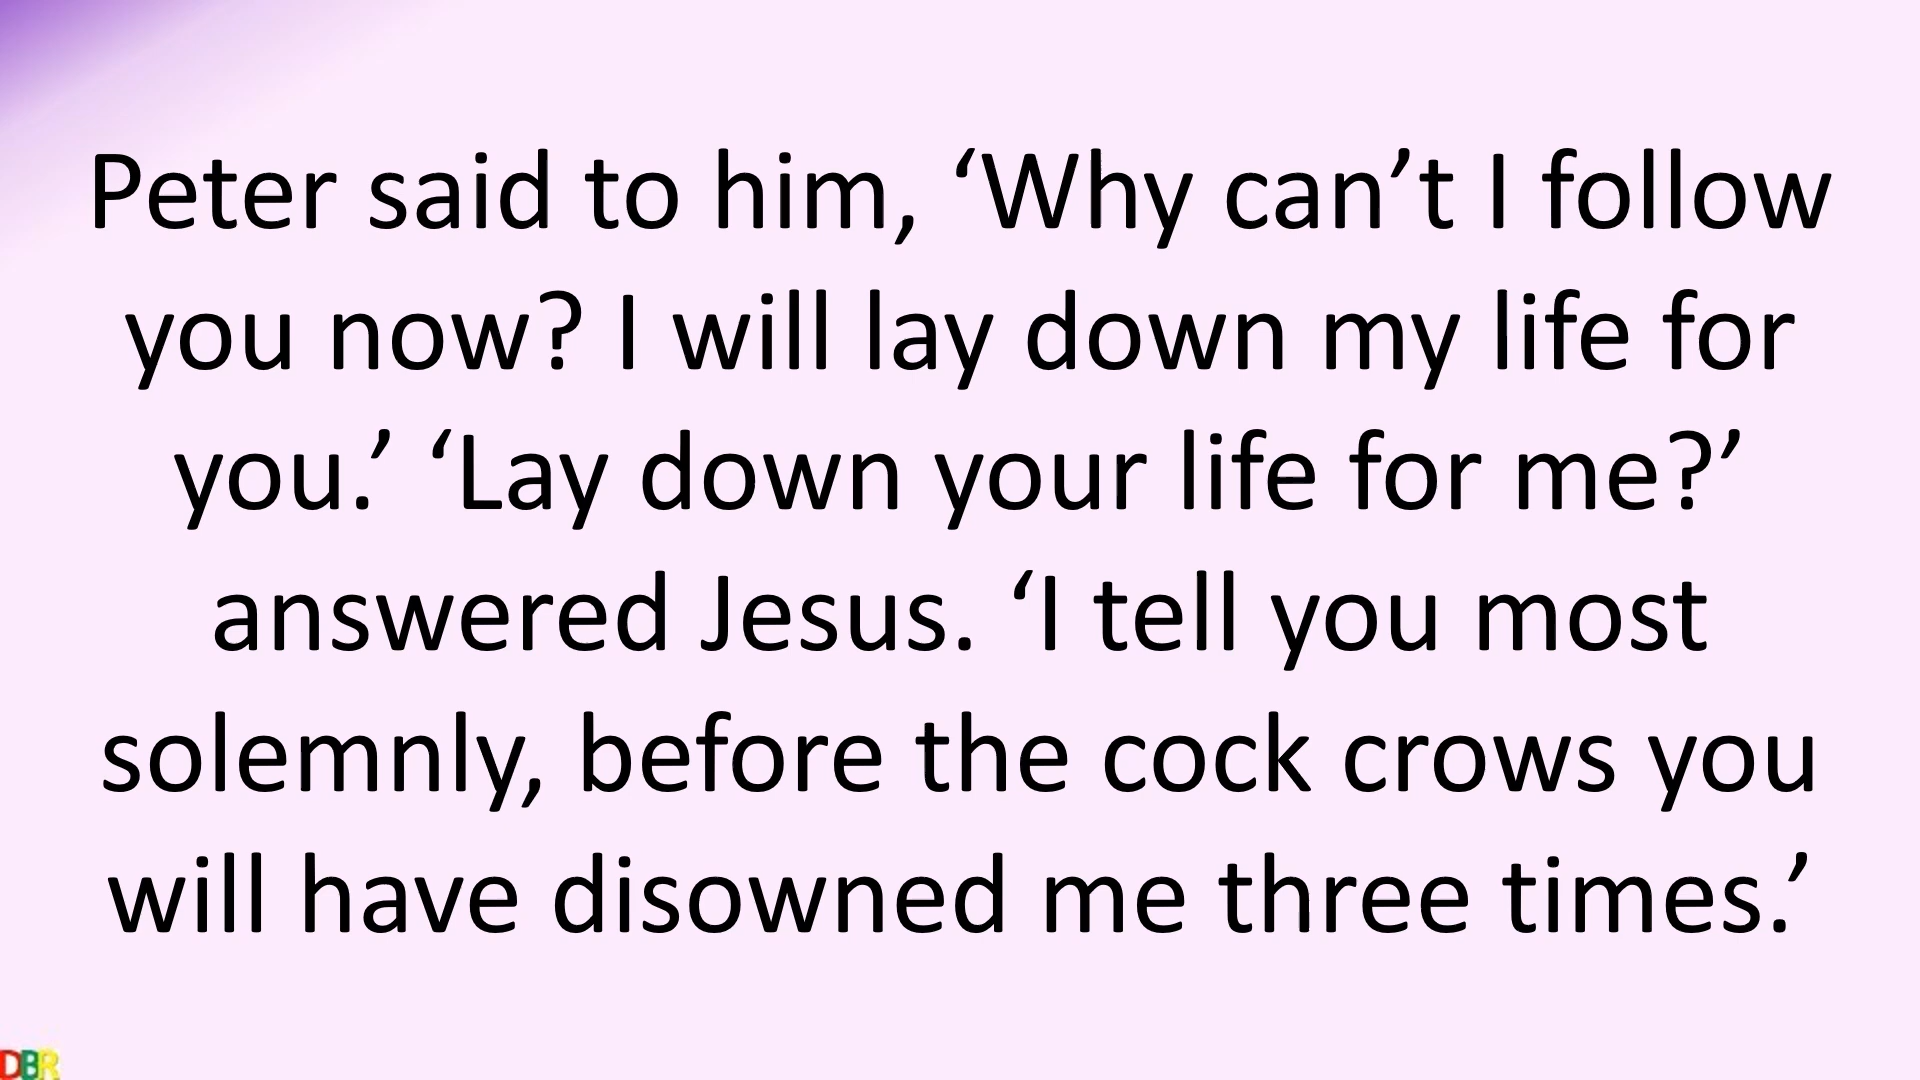 Peter said to him, ‘Why can’t I follow
you now? I will lay down my life for
you.’ ‘Lay down your life for me?’
answered Jesus. ‘I tell you most
solemnly, before the cock crows you
will have disowned me three times.’
DBR